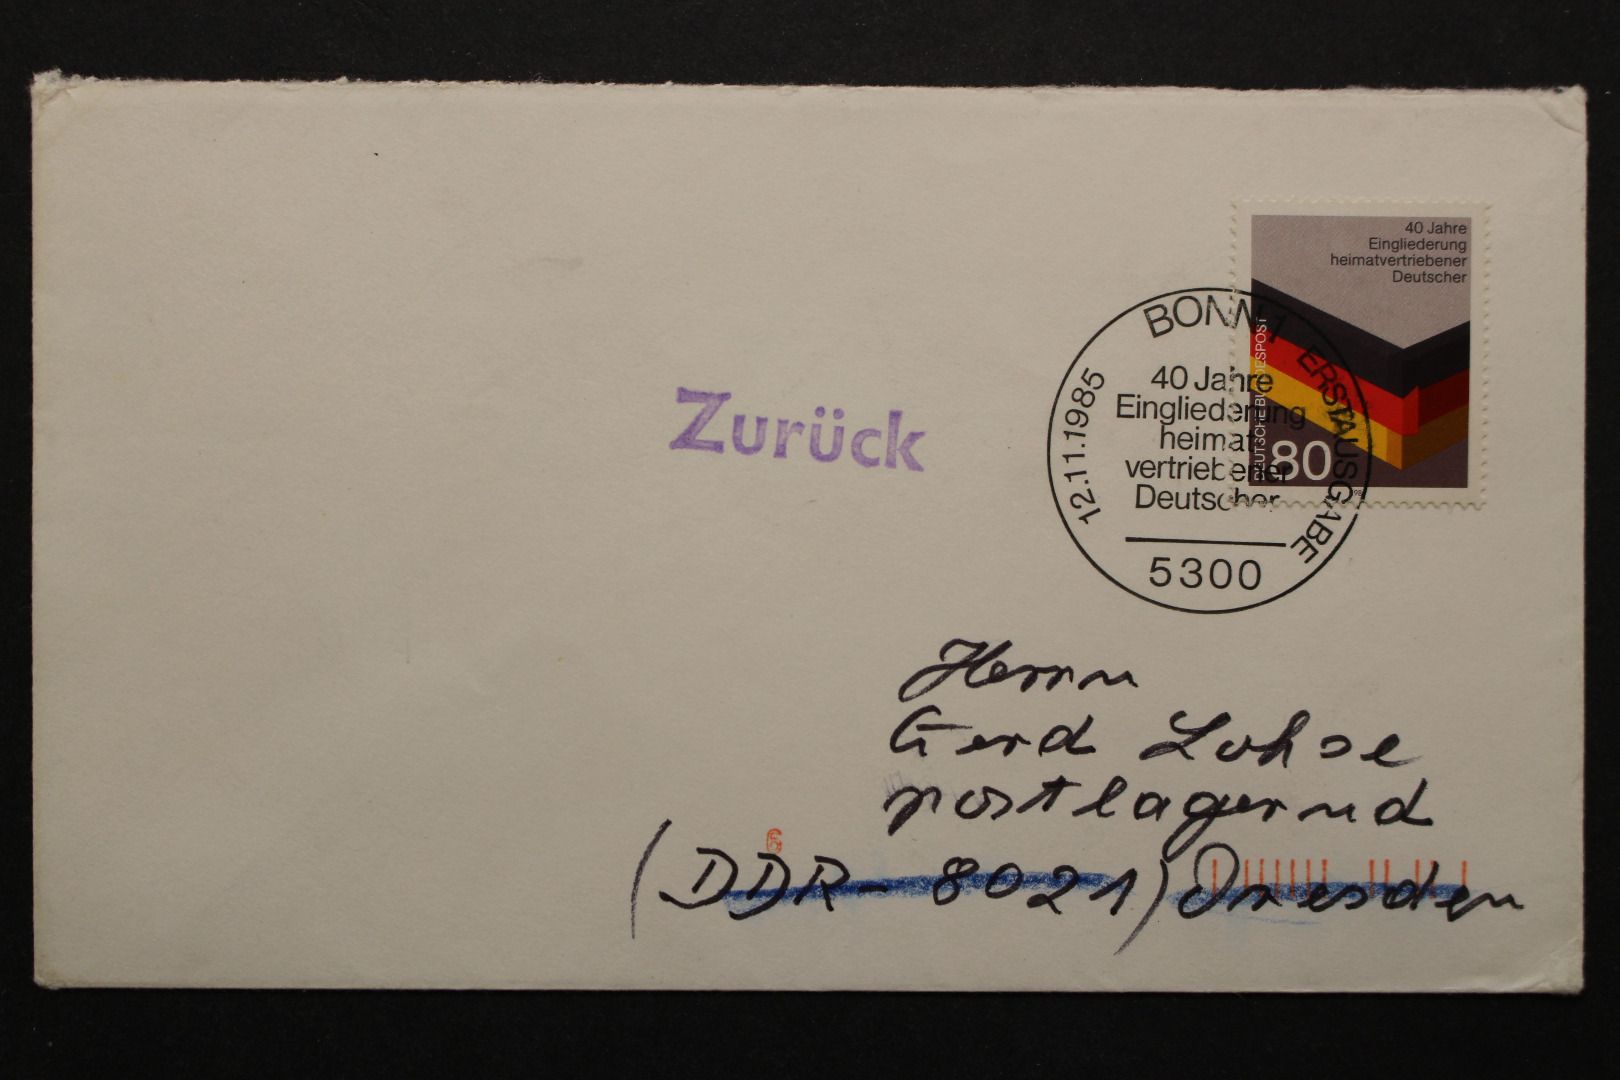 40 Jahre
Eingliederung
heimatvertriebener
Deutscher
DEUTSCHE BUNDESPOST
80
BONN 1
ERSTAUSGABE
12.11.1985
40 Jahre
Eingliederung
heimat-
vertriebener
Deutscher
5300
Zurück
Herrn
Gerd Lohse
postlagernd
6
(DDR-8021) Dresden